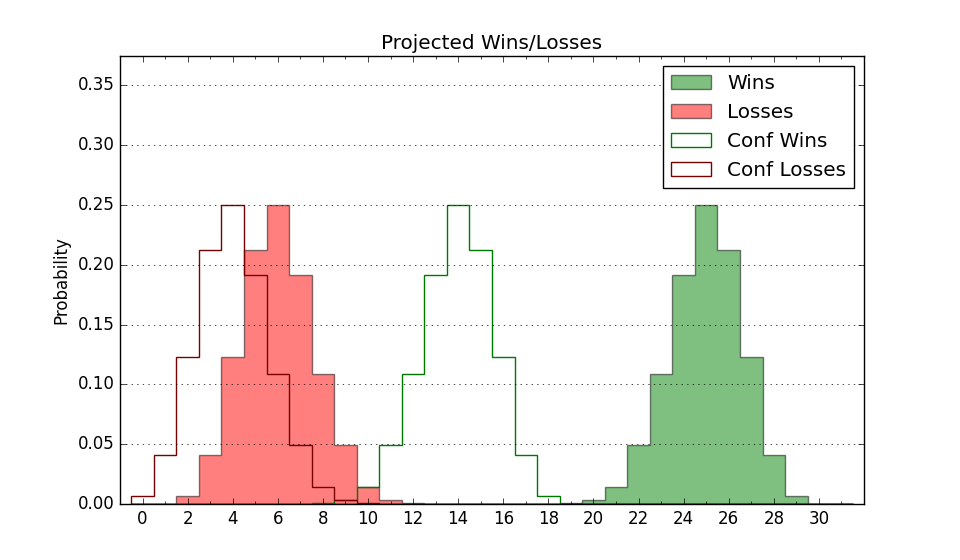 Projected Wins/Losses
Wins
Losses
Conf Wins
Conf Losses
Probability
0.35
0.30
0.25
0.20
0.15
0.10
0.05
0.00
0 2 4 6 8 10 12 14 16 18 20 22 24 26 28 30